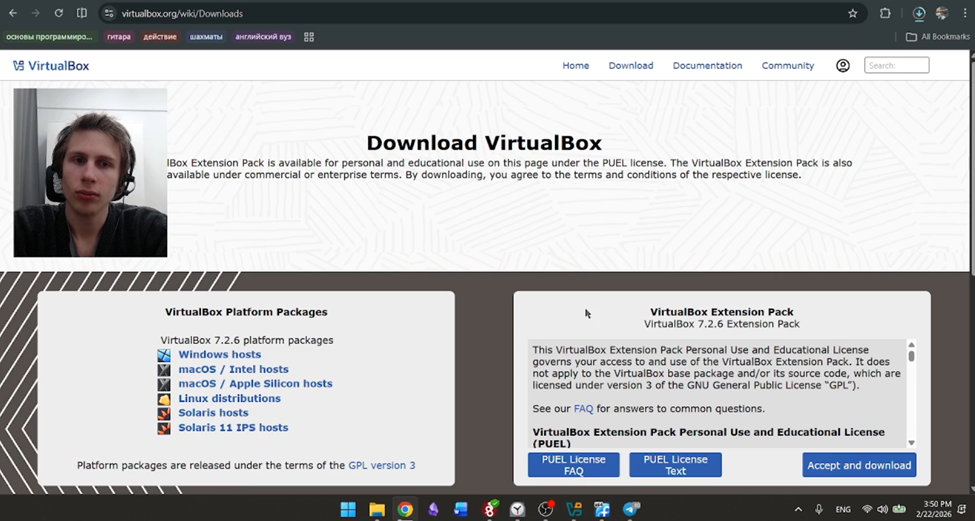 virtualbox.org/wiki/Downloads
основы программиро... гитара действие шахматы английский вуз All Bookmarks
VirtualBox Home Download Documentation Community Search:
Download VirtualBox
lBox Extension Pack is available for personal and educational use on this page under the PUEL license. The VirtualBox Extension Pack is also
available under commercial or enterprise terms. By downloading, you agree to the terms and conditions of the respective license.
VirtualBox Platform Packages
VirtualBox 7.2.6 platform packages
Windows hosts
macOS / Intel hosts
macOS / Apple Silicon hosts
Linux distributions
Solaris hosts
Solaris 11 IPS hosts
Platform packages are released under the terms of the GPL version 3
VirtualBox Extension Pack
VirtualBox 7.2.6 Extension Pack
This VirtualBox Extension Pack Personal Use and Educational License
governs your access to and use of the VirtualBox Extension Pack. It does
not apply to the VirtualBox base package and/or its source code, which are
licensed under version 3 of the GNU General Public License “GPL”).
See our FAQ for answers to common questions.
VirtualBox Extension Pack Personal Use and Educational License
(PUEL)
PUEL License
FAQ
PUEL License
Text
Accept and download
ENG
3:50 PM
2/22/2026